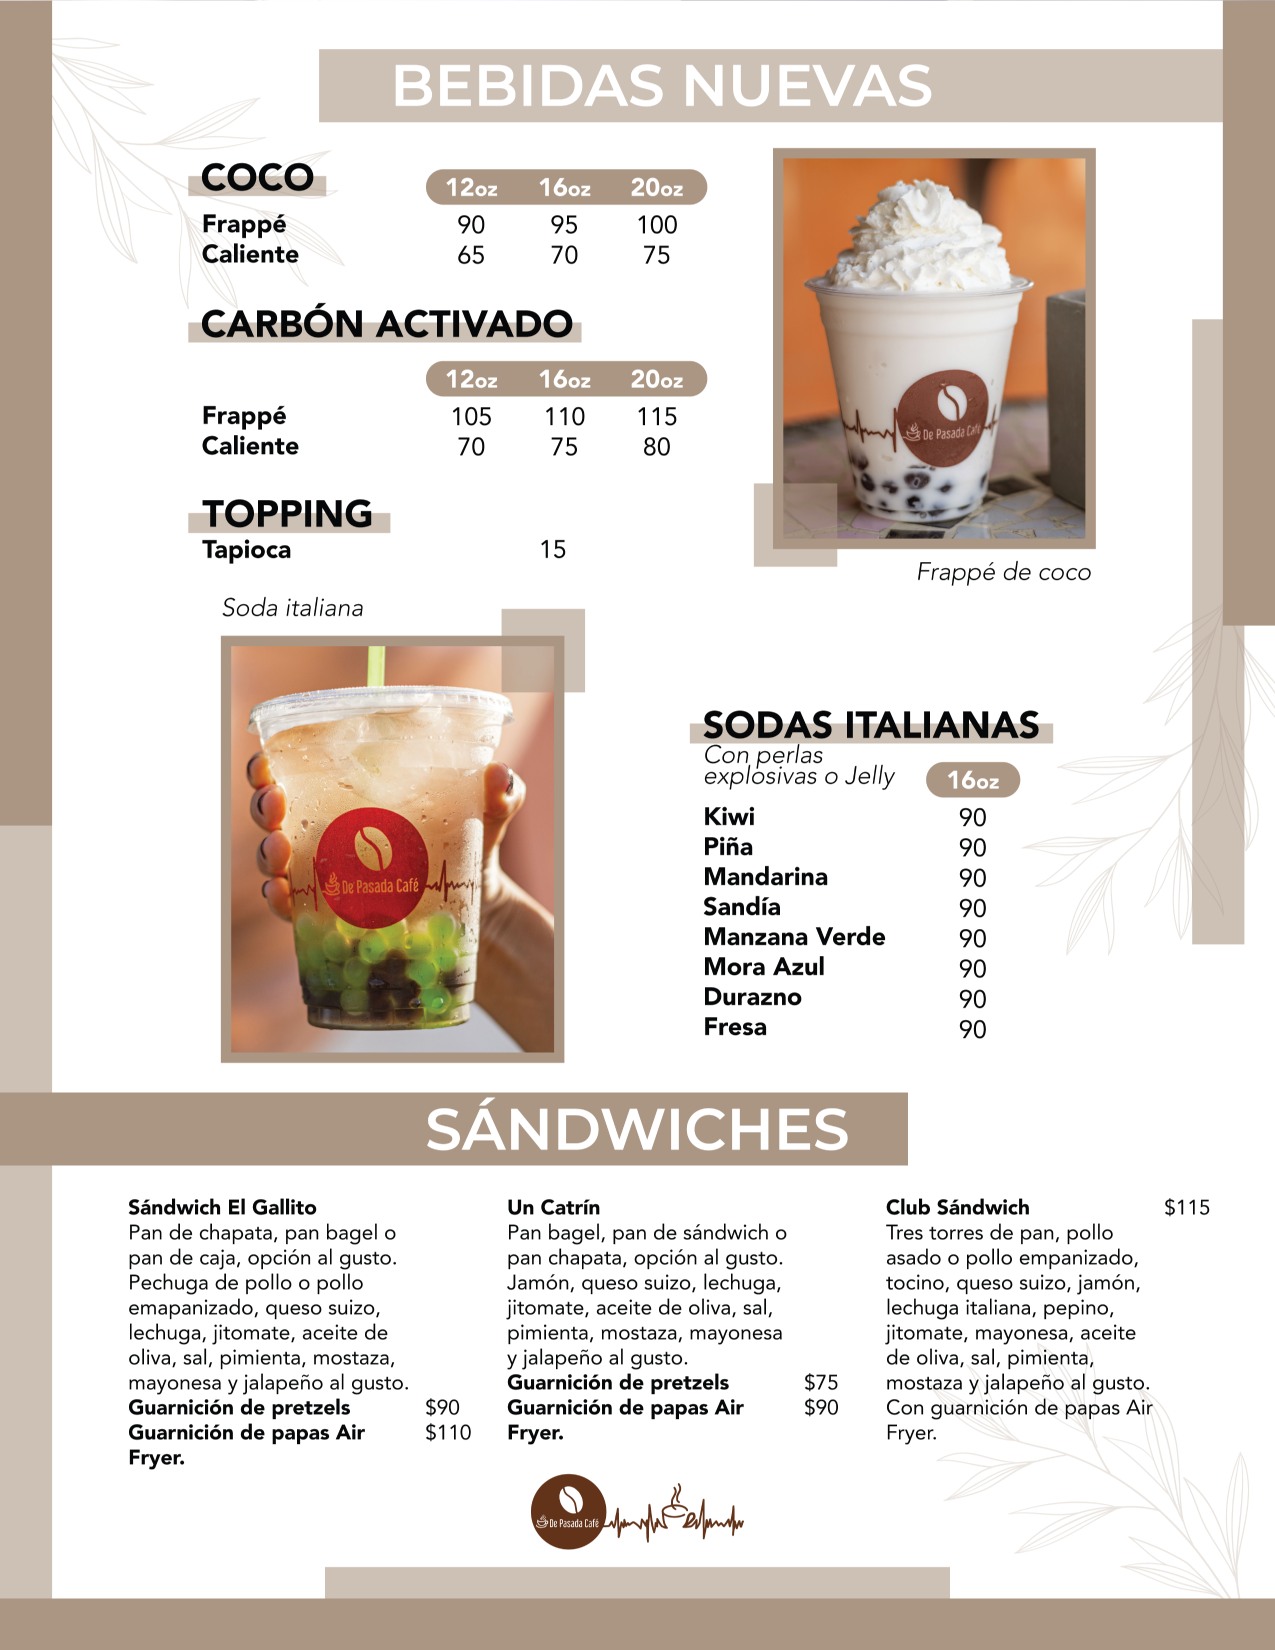 BEBIDAS NUEVAS
COCO
12oz 16oz 20oz
Frappé 90 95 100
Caliente 65 70 75
CARBÓN ACTIVADO
12oz 16oz 20oz
Frappé 105 110 115
Caliente 70 75 80
TOPPING
Tapioca 15
De Pasada Café
Frappé de coco
Soda italiana
De Pasada Café
SODAS ITALIANAS
Con perlas
explosivas o Jelly
16oz
Kiwi 90
Piña 90
Mandarina 90
Sandía 90
Manzana Verde 90
Mora Azul 90
Durazno 90
Fresa 90
SÁNDWICHES
Sándwich El Gallito
Pan de chapata, pan bagel o
pan de caja, opción al gusto.
Pechuga de pollo o pollo
emapanizado, queso suizo,
lechuga, jitomate, aceite de
oliva, sal, pimienta, mostaza,
mayonesa y jalapeño al gusto.
Guarnición de pretzels $90
Guarnición de papas Air $110
Fryer.
Un Catrín
Pan bagel, pan de sándwich o
pan chapata, opción al gusto.
Jamón, queso suizo, lechuga,
jitomate, aceite de oliva, sal,
pimienta, mostaza, mayonesa
y jalapeño al gusto.
Guarnición de pretzels $75
Guarnición de papas Air $90
Fryer.
Club Sándwich $115
Tres torres de pan, pollo
asado o pollo empanizado,
tocino, queso suizo, jamón,
lechuga italiana, pepino,
jitomate, mayonesa, aceite
de oliva, sal, pimienta,
mostaza y jalapeño al gusto.
Con guarnición de papas Air
Fryer.
De Pasada Café